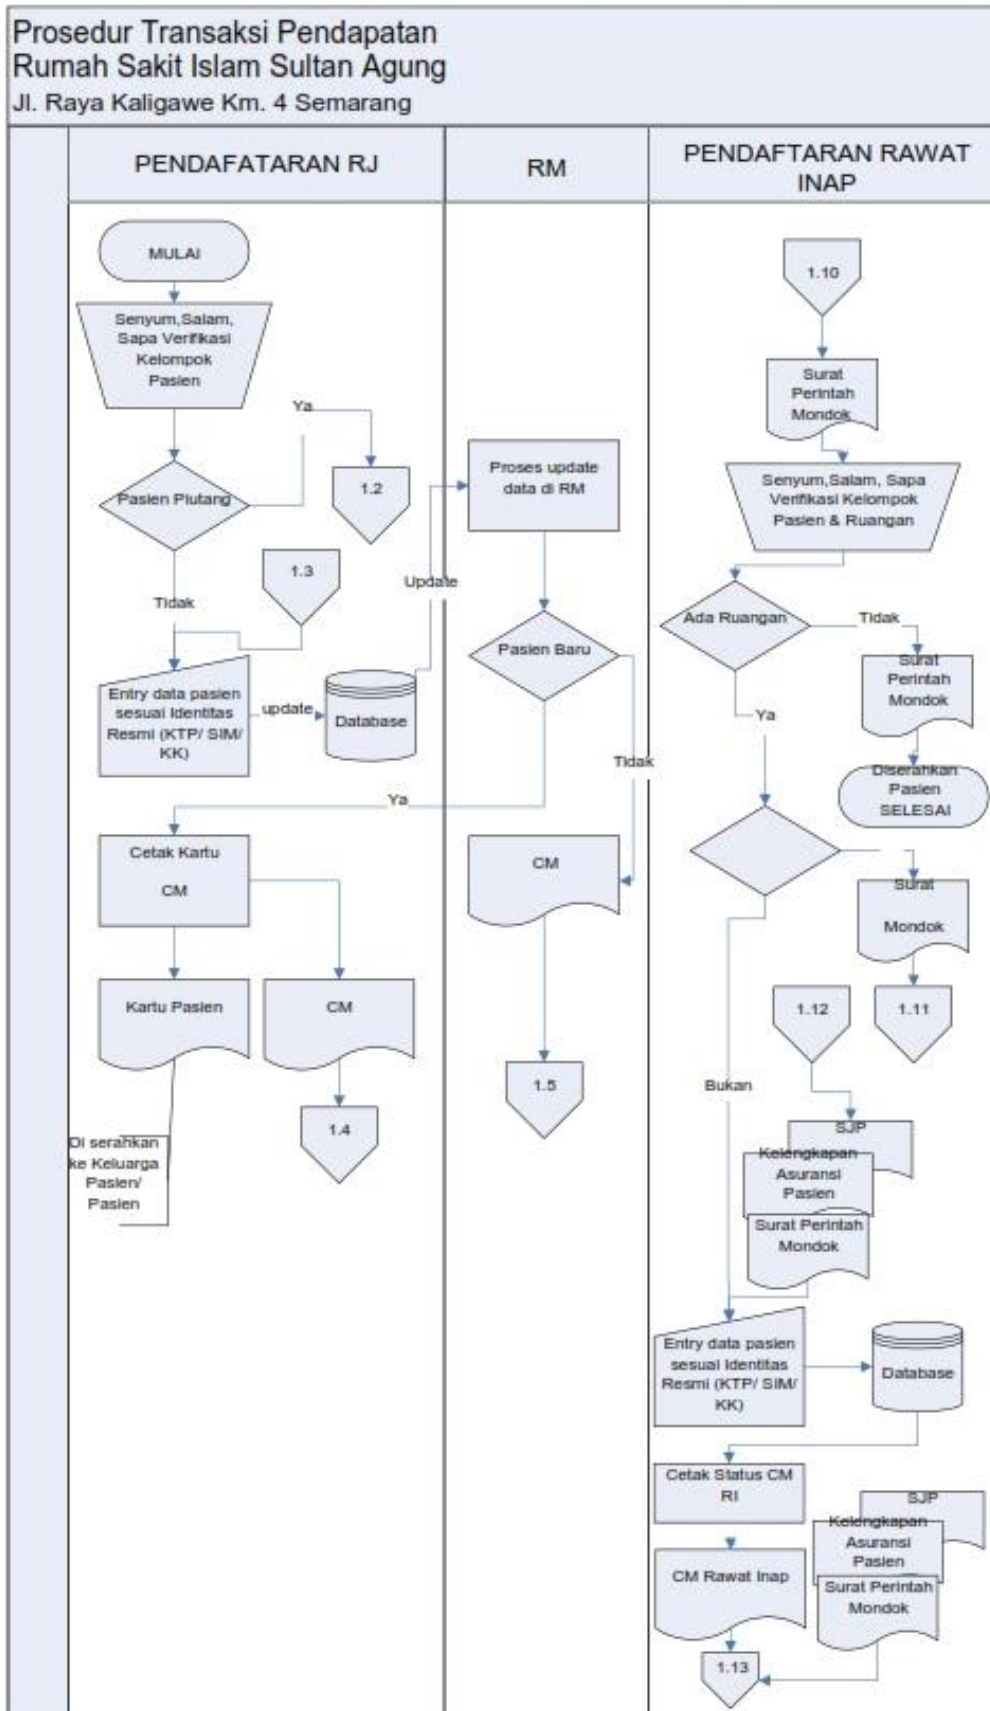 Prosedur Transaksi Pendapatan
Rumah Sakit Islam Sultan Agung
Jl. Raya Kaligawe Km. 4 Semarang
PENDAFATARAN RJ
RM
PENDAFTARAN RAWAT
INAP
MULAI
Senyum,Salam,
Sapa Verifikasi
Kelompok
Pasien
Ya
Pasien Piutang
1.2
1.3
Tidak
Entry data pasien
sesuai Identitas
Resmi (KTP/ SIM/
KK)
update
Database
Update
Ya
Cetak Kartu
CM
Kartu Pasien
CM
1.4
Di serahkan
ke Keluarga
Pasien/
Pasien
Proses update
data di RM
Pasien Baru
Tidak
CM
1.5
1.10
Surat
Perintah
Mondok
Senyum,Salam, Sapa
Verifikasi Kelompok
Pasien & Ruangan
Ada Ruangan
Tidak
Surat
Perintah
Mondok
Ya
Diserahkan
Pasien
SELESAI
Surat
Mondok
1.12
1.11
Bukan
SJP
Kelengkapan
Asuransi
Pasien
Surat Perintah
Mondok
Entry data pasien
sesuai Identitas
Resmi (KTP/ SIM/
KK)
Database
Cetak Status CM
RI
SJP
Kelengkapan
Asuransi
Pasien
CM Rawat Inap
Surat Perintah
Mondok
1.13